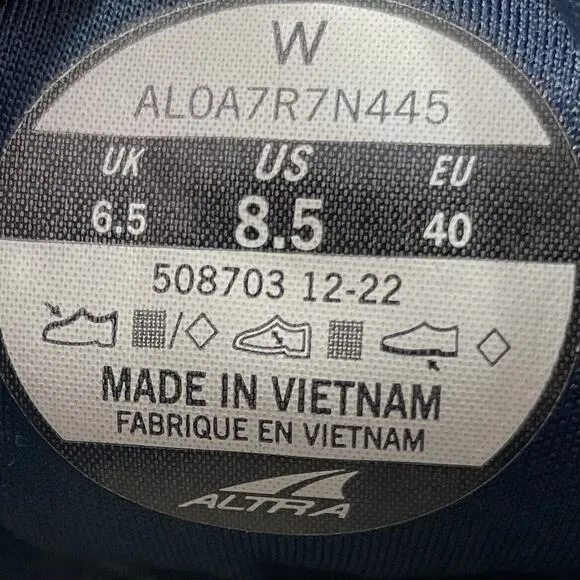 W
AL0A7R7N445
UK US EU
6.5 8.5 40
508703 12-22
/
MADE IN VIETNAM
FABRIQUE EN VIETNAM
ALTRA